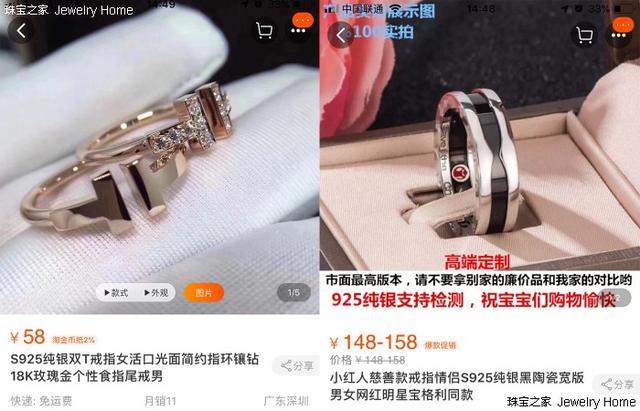 珠宝之家 Jewelry Home
14:49
33%
▶款式
▶外观
图片
1/5
¥58 淘金币抵2%
S925纯银双T戒指女活口光面简约指环镶钻
18K玫瑰金个性食指尾戒男
分享
快递: 免运费
月销11
广东深圳
中国联通
14:48
33%
×100实拍
高端定制
市面最高版本，请不要拿别家的廉价品和我家的对比哟
925纯银支持检测，祝宝宝们购物愉快
¥148-158 爆款促销
价格 ¥148-158
小红人慈善款戒指情侣S925纯银黑陶瓷宽版
男女网红明星宝格利同款
分享
珠宝之家 Jewelry Home